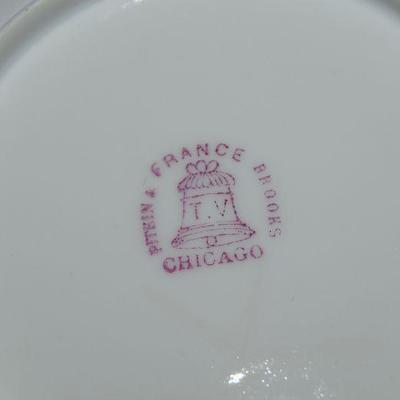 PITKIN & FRANCE BROOKS
T.V
CHICAGO